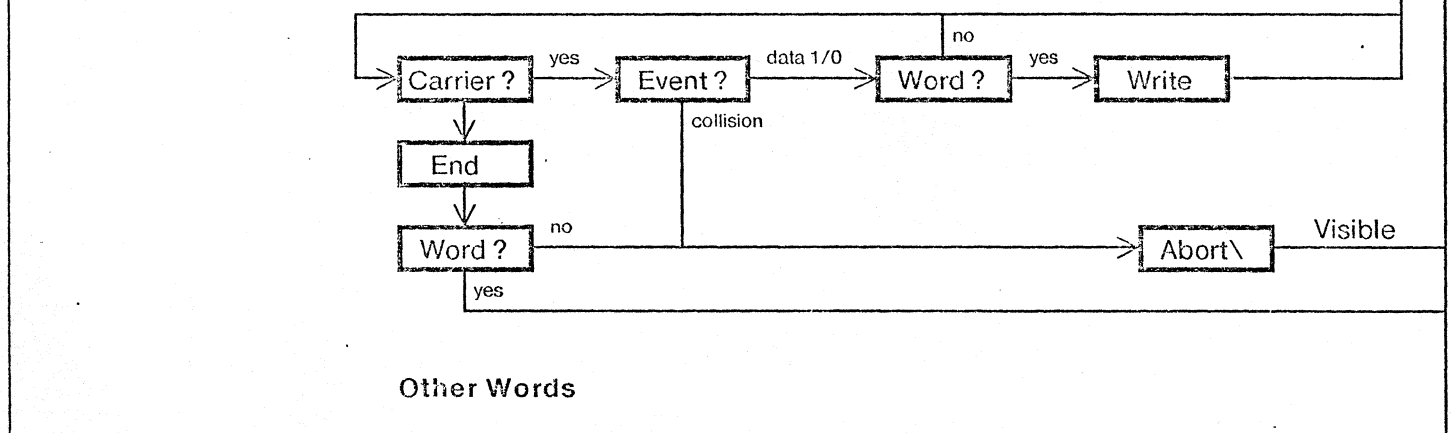 no
yes
data 1/0
yes
Carrier ?
Event ?
Word ?
Write
collision
End
no
Visible
Word ?
Abort\
yes
Other Words